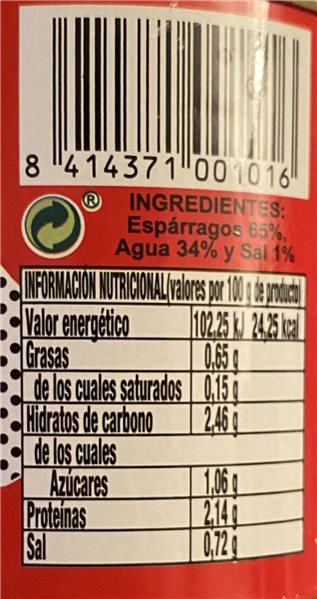 8 414371 001016
®
INGREDIENTES:
Espárragos 65%,
Agua 34% y Sal 1%
INFORMACIÓN NUTRICIONAL(valores por 100 g de producto)
Valor energético 102,25 kJ 24,25 kcal
Grasas 0,65 g
de los cuales saturados 0,15 g
Hidratos de carbono 2,46 g
de los cuales
Azúcares 1,06 g
Proteínas 2,14 g
Sal 0,72 g